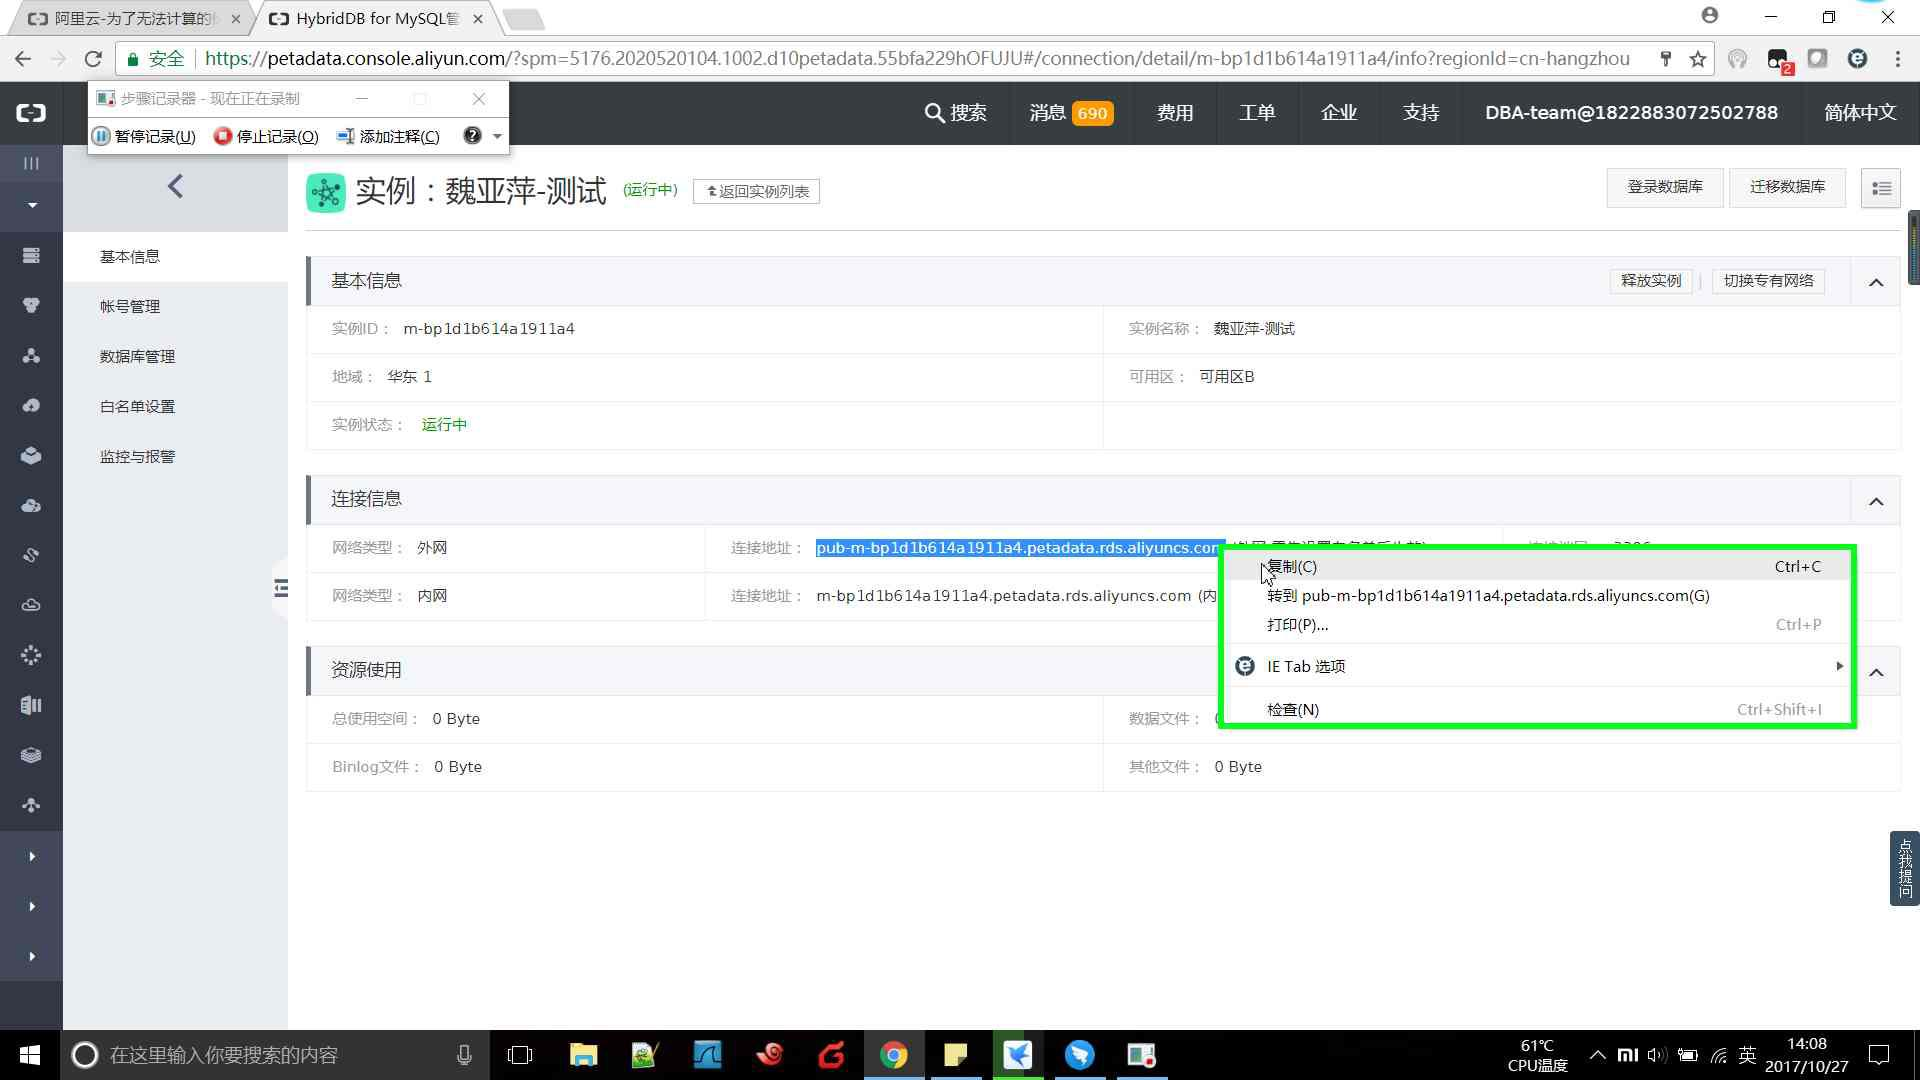 阿里云-为了无法计算的
HybridDB for MySQL管
安全
https://petadata.console.aliyun.com/?spm=5176.2020520104.1002.d10petadata.55bfa229hOFUJU#/connection/detail/m-bp1d1b614a1911a4/info?regionId=cn-hangzhou
2
步骤记录器 - 现在正在录制
暂停记录(U)
停止记录(O)
添加注释(C)
搜索
消息 690
费用
工单
企业
支持
DBA-team@1822883072502788
简体中文
实例：魏亚萍-测试
(运行中)
返回实例列表
登录数据库
迁移数据库
基本信息
帐号管理
数据库管理
白名单设置
监控与报警
基本信息
释放实例
切换专有网络
实例ID： m-bp1d1b614a1911a4
实例名称： 魏亚萍-测试
地域： 华东 1
可用区： 可用区B
实例状态： 运行中
连接信息
网络类型： 外网
连接地址： pub-m-bp1d1b614a1911a4.petadata.rds.aliyuncs.com
网络类型： 内网
连接地址： m-bp1d1b614a1911a4.petadata.rds.aliyuncs.com (内
复制(C) Ctrl+C
转到 pub-m-bp1d1b614a1911a4.petadata.rds.aliyuncs.com(G)
打印(P)... Ctrl+P
IE Tab 选项
检查(N) Ctrl+Shift+I
资源使用
总使用空间： 0 Byte
数据文件：
Binlog文件： 0 Byte
其他文件： 0 Byte
点我提问
在这里输入你要搜索的内容
61℃
CPU温度
英
14:08
2017/10/27